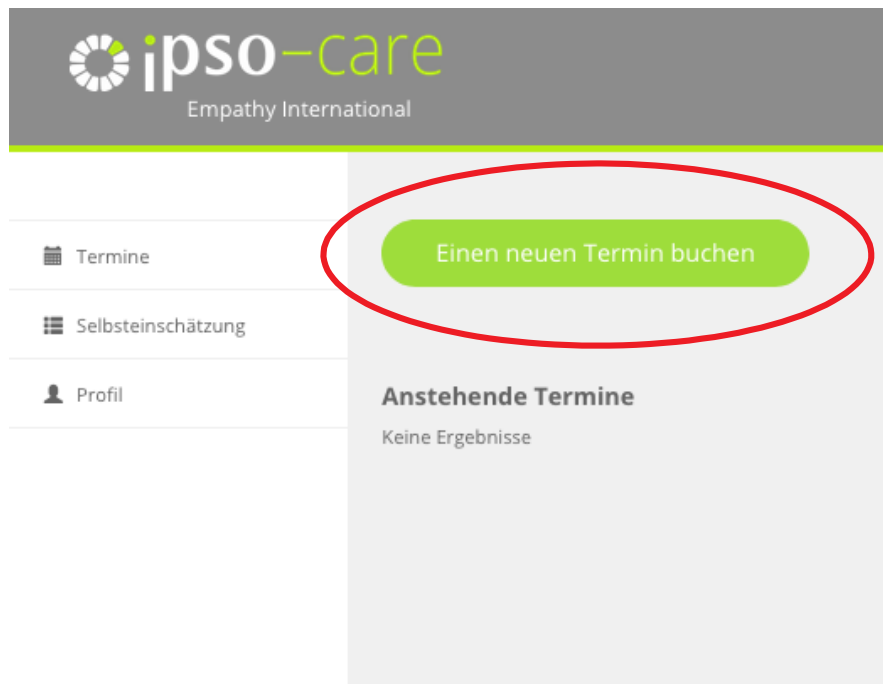 ipso-care
Empathy International
Termine
Selbsteinschätzung
Profil
Einen neuen Termin buchen
Anstehende Termine
Keine Ergebnisse